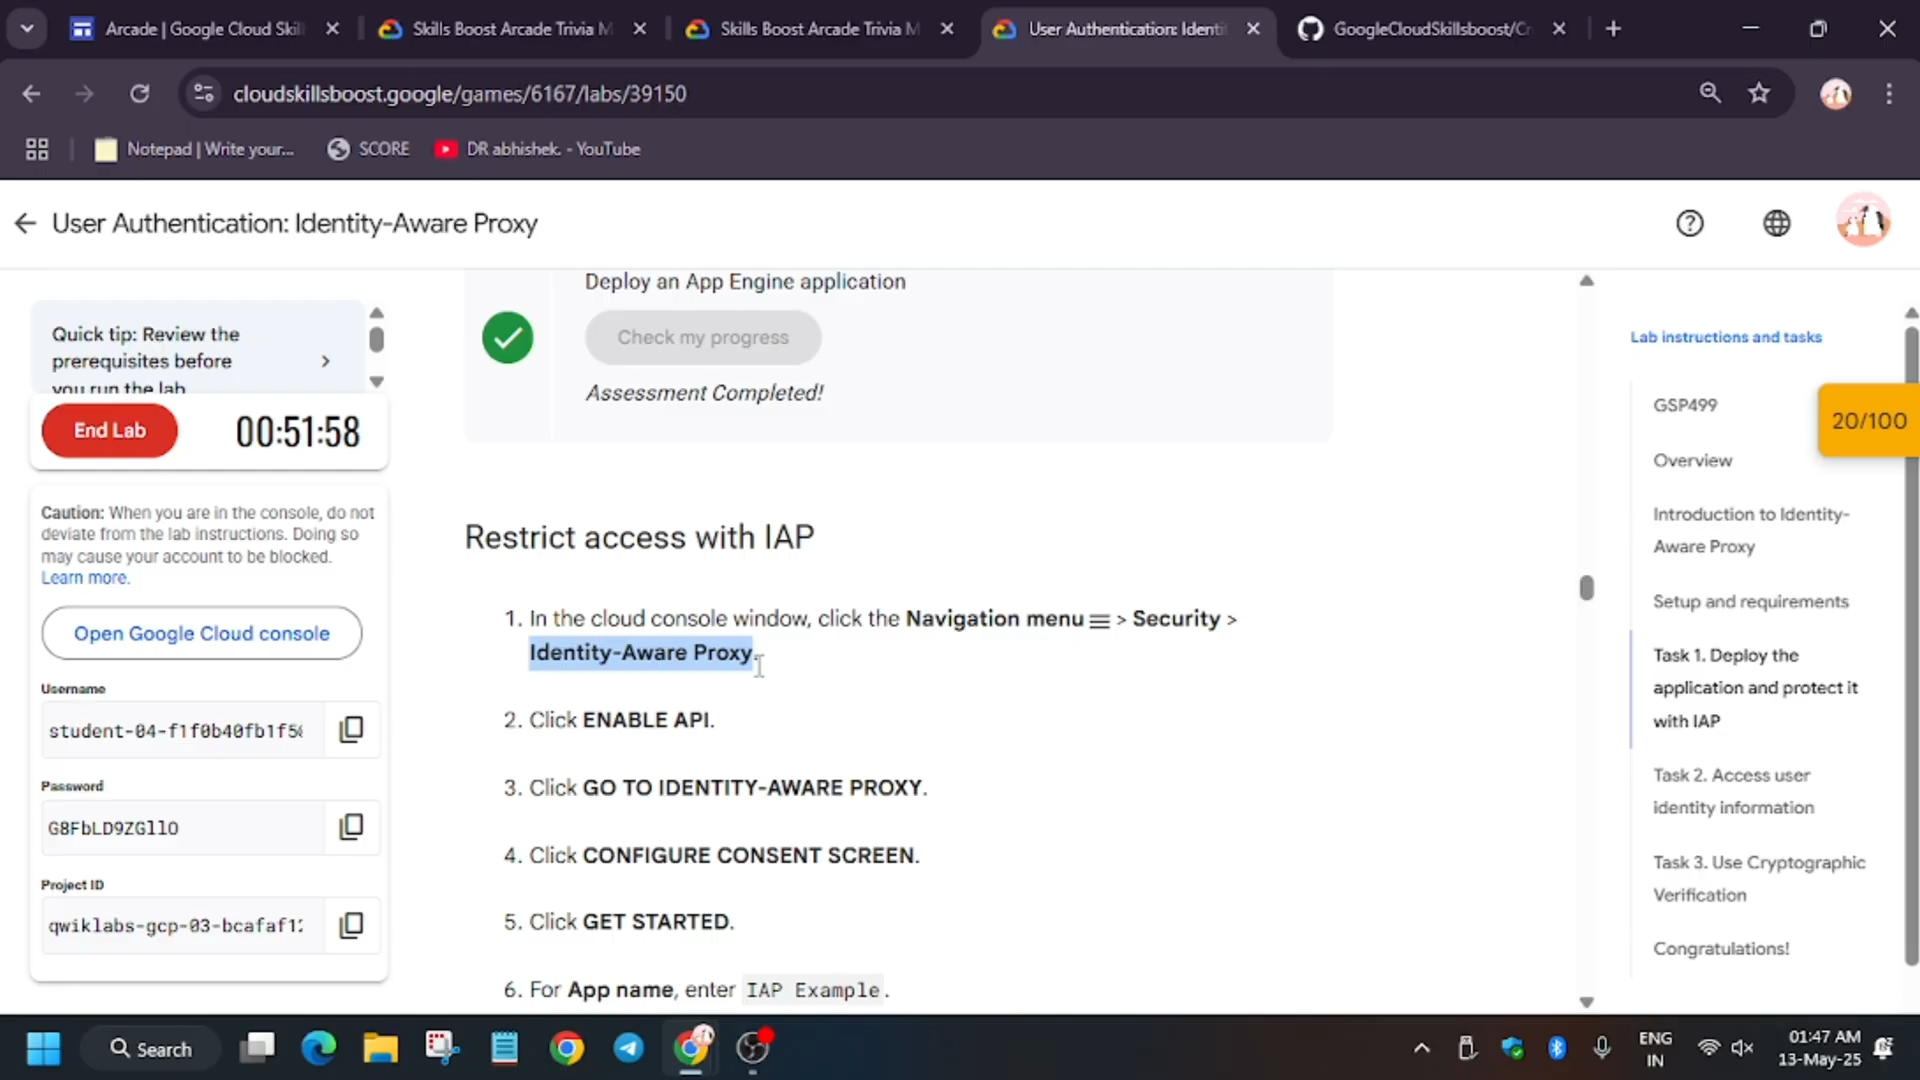 Arcade | Google Cloud Skil
Skills Boost Arcade Trivia M
Skills Boost Arcade Trivia M
User Authentication: Identi
GoogleCloudSkillsboost/Cr
cloudskillsboost.google/games/6167/labs/39150
Notepad | Write your...
SCORE
DR abhishek. - YouTube
User Authentication: Identity-Aware Proxy
Quick tip: Review the
prerequisites before
you run the lab
End Lab
00:51:58
Caution: When you are in the console, do not
deviate from the lab instructions. Doing so
may cause your account to be blocked.
Learn more.
Open Google Cloud console
Username
student-04-f1f0b40fb1f5
Password
G8FbLD9ZGllO
Project ID
qwiklabs-gcp-03-bcafaf12
Deploy an App Engine application
Check my progress
Assessment Completed!
Restrict access with IAP
1. In the cloud console window, click the Navigation menu > Security >
Identity-Aware Proxy.
2. Click ENABLE API.
3. Click GO TO IDENTITY-AWARE PROXY.
4. Click CONFIGURE CONSENT SCREEN.
5. Click GET STARTED.
6. For App name, enter IAP Example.
Lab instructions and tasks
GSP499
20/100
Overview
Introduction to Identity-
Aware Proxy
Setup and requirements
Task 1. Deploy the
application and protect it
with IAP
Task 2. Access user
identity information
Task 3. Use Cryptographic
Verification
Congratulations!
Search
ENG
IN
01:47 AM
13-May-25